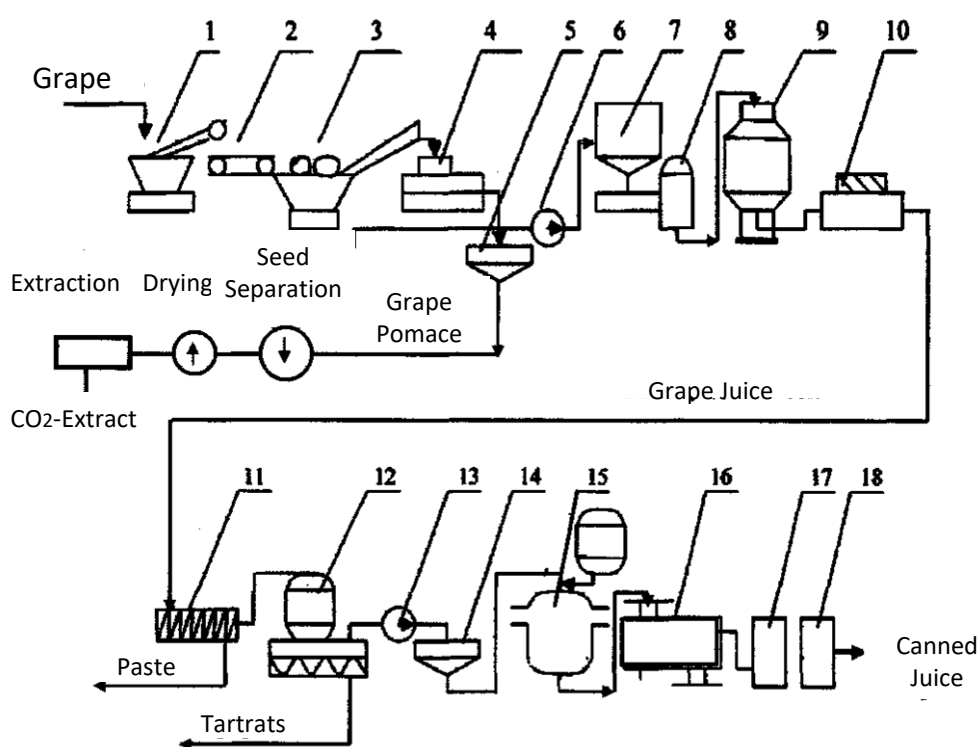 1 2 3 4 5 6 7 8 9 10
Grape
Seed
Extraction Drying Separation
Grape
Pomace
CO2-Extract
Grape Juice
11 12 13 14 15 16 17 18
Paste
Canned
Juice
Tartrats